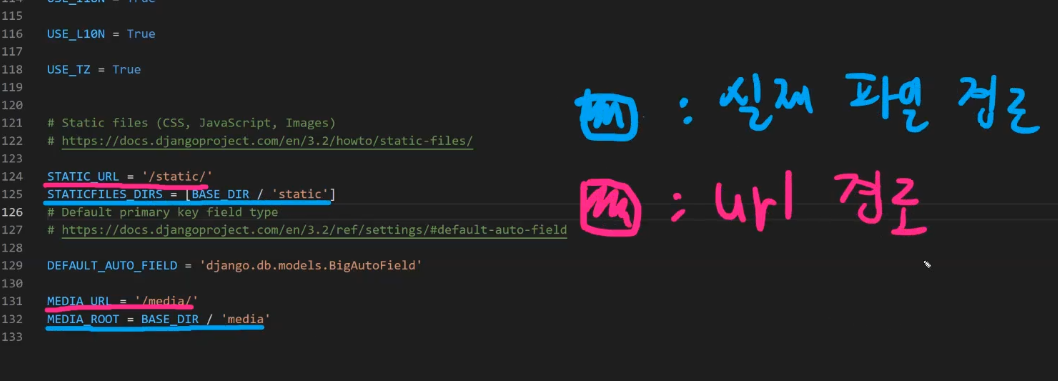 114 USE_I18N = True
115
116 USE_L10N = True
117
118 USE_TZ = True
119
120
121 # Static files (CSS, JavaScript, Images)
122 # https://docs.djangoproject.com/en/3.2/howto/static-files/
123
124 STATIC_URL = '/static/'
125 STATICFILES_DIRS = [BASE_DIR / 'static']
126 # Default primary key field type
127 # https://docs.djangoproject.com/en/3.2/ref/settings/#default-auto-field
128
129 DEFAULT_AUTO_FIELD = 'django.db.models.BigAutoField'
130
131 MEDIA_URL = '/media/'
132 MEDIA_ROOT = BASE_DIR / 'media'
133
: 실제 파일 경로
: url 경로